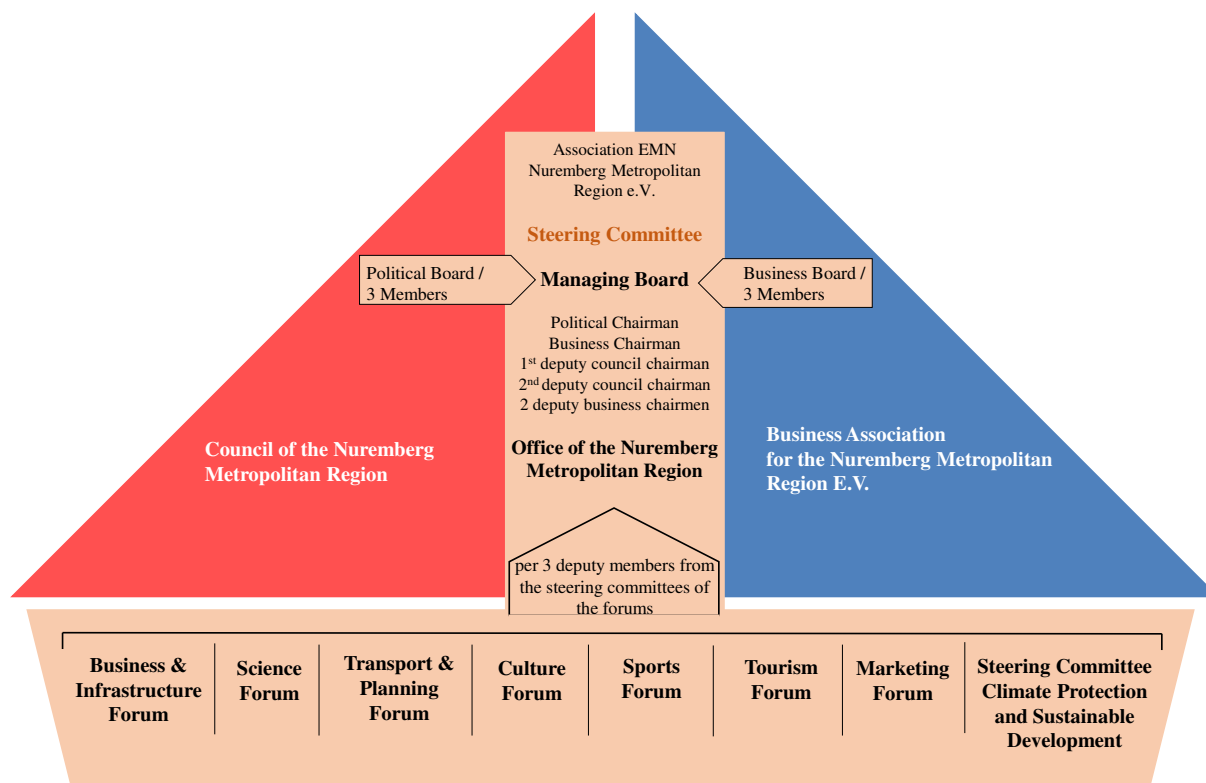 Association EMN
Nuremberg Metropolitan
Region e.V.
Steering Committee
Political Board /
3 Members
Managing Board
Business Board /
3 Members
Political Chairman
Business Chairman
1st deputy council chairman
2nd deputy council chairman
2 deputy business chairmen
Council of the Nuremberg
Metropolitan Region
Office of the Nuremberg
Metropolitan Region
Business Association
for the Nuremberg Metropolitan
Region E.V.
per 3 deputy members from
the steering committees of
the forums
Business &
Infrastructure
Forum
Science
Forum
Transport &
Planning
Forum
Culture
Forum
Sports
Forum
Tourism
Forum
Marketing
Forum
Steering Committee
Climate Protection
and Sustainable
Development